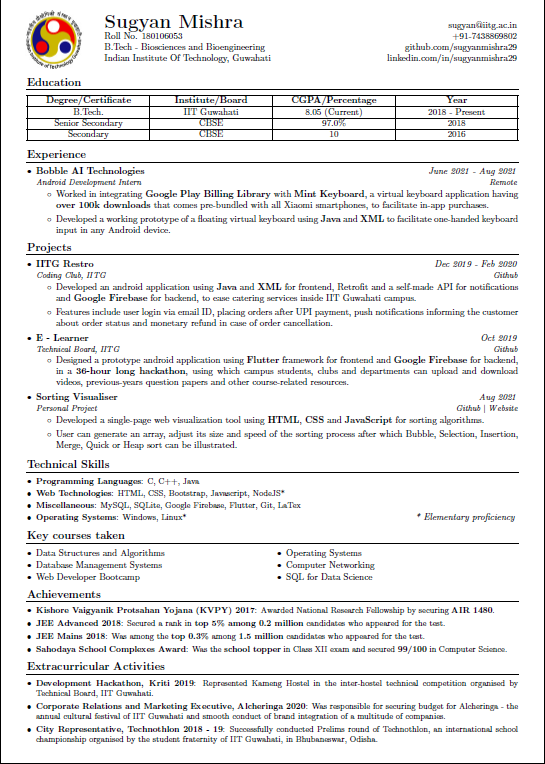 Sugyan Mishra
Roll No. 180106053
B.Tech - Biosciences and Bioengineering
Indian Institute Of Technology, Guwahati
sugyan@iitg.ac.in
+91-7438869802
github.com/sugyanmishra29
linkedin.com/in/sugyanmishra29
Education
Degree/Certificate Institute/Board CGPA/Percentage Year
B.Tech. IIT Guwahati 8.05 (Current) 2018 - Present
Senior Secondary CBSE 97.0% 2018
Secondary CBSE 10 2016
Experience
• Bobble AI Technologies June 2021 - Aug 2021
Android Development Intern Remote
◦ Worked in integrating Google Play Billing Library with Mint Keyboard, a virtual keyboard application having
over 100k downloads that comes pre-bundled with all Xiaomi smartphones, to facilitate in-app purchases.
◦ Developed a working prototype of a floating virtual keyboard using Java and XML to facilitate one-handed keyboard
input in any Android device.
Projects
• IITG Restro Dec 2019 - Feb 2020
Coding Club, IITG Github
◦ Developed an android application using Java and XML for frontend, Retrofit and a self-made API for notifications
and Google Firebase for backend, to ease catering services inside IIT Guwahati campus.
◦ Features include user login via email ID, placing orders after UPI payment, push notifications informing the customer
about order status and monetary refund in case of order cancellation.
• E - Learner Oct 2019
Technical Board, IITG Github
◦ Designed a prototype android application using Flutter framework for frontend and Google Firebase for backend,
in a 36-hour long hackathon, using which campus students, clubs and departments can upload and download
videos, previous-years question papers and other course-related resources.
• Sorting Visualiser Aug 2021
Personal Project Github | Website
◦ Developed a single-page web visualization tool using HTML, CSS and JavaScript for sorting algorithms.
◦ User can generate an array, adjust its size and speed of the sorting process after which Bubble, Selection, Insertion,
Merge, Quick or Heap sort can be illustrated.
Technical Skills
• Programming Languages: C, C++, Java
• Web Technologies: HTML, CSS, Bootstrap, Javascript, NodeJS*
• Miscellaneous: MySQL, SQLite, Google Firebase, Flutter, Git, LaTex
• Operating Systems: Windows, Linux* * Elementary proficiency
Key courses taken
• Data Structures and Algorithms • Operating Systems
• Database Management Systems • Computer Networking
• Web Developer Bootcamp • SQL for Data Science
Achievements
• Kishore Vaigyanik Protsahan Yojana (KVPY) 2017: Awarded National Research Fellowship by securing AIR 1480.
• JEE Advanced 2018: Secured a rank in top 5% among 0.2 million candidates who appeared for the test.
• JEE Mains 2018: Was among the top 0.3% among 1.5 million candidates who appeared for the test.
• Sahodaya School Complexes Award: Was the school topper in Class XII exam and secured 99/100 in Computer Science.
Extracurricular Activities
• Development Hackathon, Kriti 2019: Represented Kameng Hostel in the inter-hostel technical competition organised by
Technical Board, IIT Guwahati.
• Corporate Relations and Marketing Executive, Alcheringa 2020: Was responsible for securing budget for Alcheringa - the
annual cultural festival of IIT Guwahati and smooth conduct of brand integration of a multitude of companies.
• City Representative, Technothlon 2018 - 19: Successfully conducted Prelims round of Technothlon, an international school
championship organised by the student fraternity of IIT Guwahati, in Bhubaneswar, Odisha.